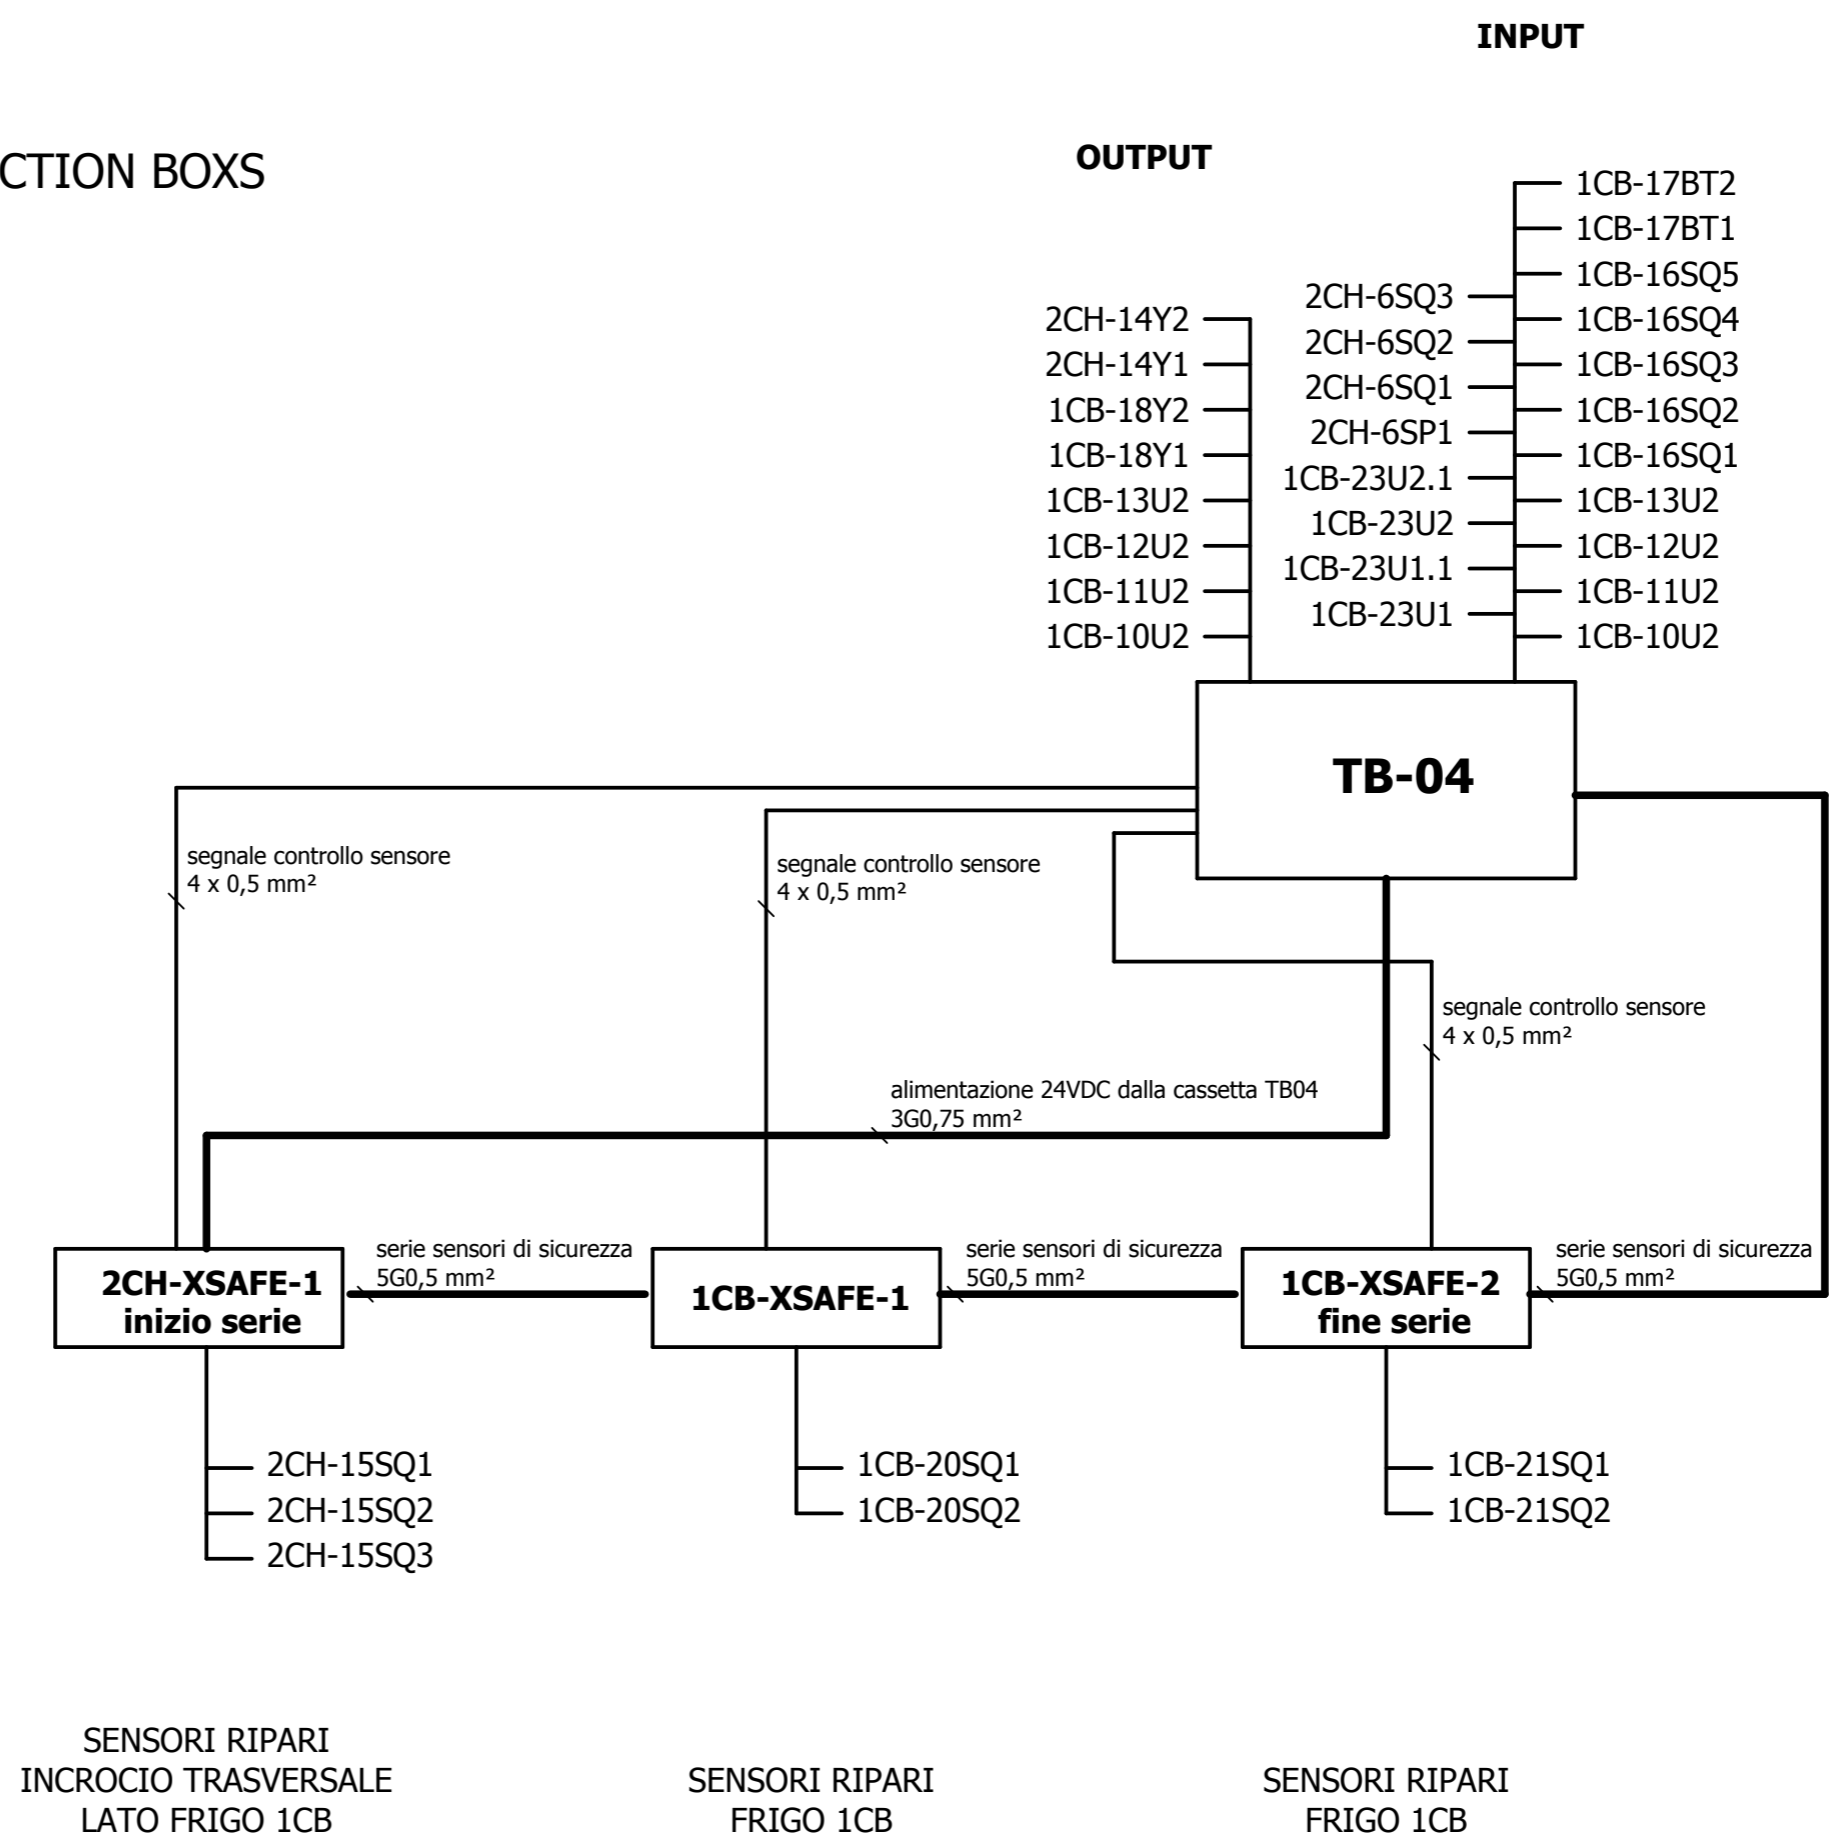 INPUT
CTION BOXS
OUTPUT
1CB-17BT2
1CB-17BT1
1CB-16SQ5
1CB-16SQ4
1CB-16SQ3
1CB-16SQ2
1CB-16SQ1
1CB-13U2
1CB-12U2
1CB-11U2
1CB-10U2
2CH-6SQ3
2CH-6SQ2
2CH-6SQ1
2CH-6SP1
1CB-23U2.1
1CB-23U2
1CB-23U1.1
1CB-23U1
2CH-14Y2
2CH-14Y1
1CB-18Y2
1CB-18Y1
1CB-13U2
1CB-12U2
1CB-11U2
1CB-10U2
TB-04
segnale controllo sensore
4 x 0,5 mm²
segnale controllo sensore
4 x 0,5 mm²
segnale controllo sensore
4 x 0,5 mm²
alimentazione 24VDC dalla cassetta TB04
3G0,75 mm²
2CH-XSAFE-1
inizio serie
serie sensori di sicurezza
5G0,5 mm²
1CB-XSAFE-1
serie sensori di sicurezza
5G0,5 mm²
1CB-XSAFE-2
fine serie
serie sensori di sicurezza
5G0,5 mm²
2CH-15SQ1
2CH-15SQ2
2CH-15SQ3
1CB-20SQ1
1CB-20SQ2
1CB-21SQ1
1CB-21SQ2
SENSORI RIPARI
INCROCIO TRASVERSALE
LATO FRIGO 1CB
SENSORI RIPARI
FRIGO 1CB
SENSORI RIPARI
FRIGO 1CB